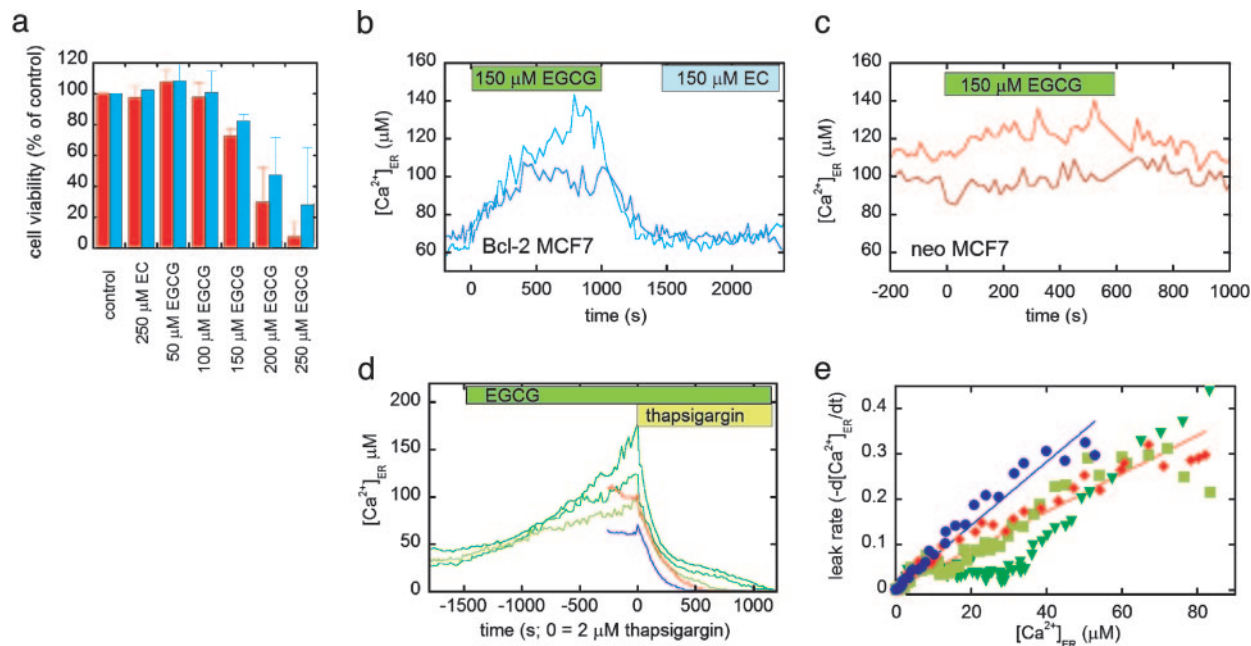 a
cell viability (% of control)
120
100
80
60
40
20
0
control
250 μM EC
50 μM EGCG
100 μM EGCG
150 μM EGCG
200 μM EGCG
250 μM EGCG
b
[Ca²⁺]ER (μM)
160
140
120
100
80
60
150 μM EGCG
150 μM EC
Bcl-2 MCF7
0 500 1000 1500 2000
time (s)
c
[Ca²⁺]ER (μM)
160
140
120
100
80
60
150 μM EGCG
neo MCF7
-200 0 200 400 600 800 1000
time (s)
d
[Ca²⁺]ER μM
200
150
100
50
0
EGCG
thapsigargin
-1500 -1000 -500 0 500 1000
time (s; 0 = 2 μM thapsigargin)
e
leak rate (-d[Ca²⁺]ER/dt)
0.4
0.3
0.2
0.1
0
0 20 40 60 80
[Ca²⁺]ER (μM)